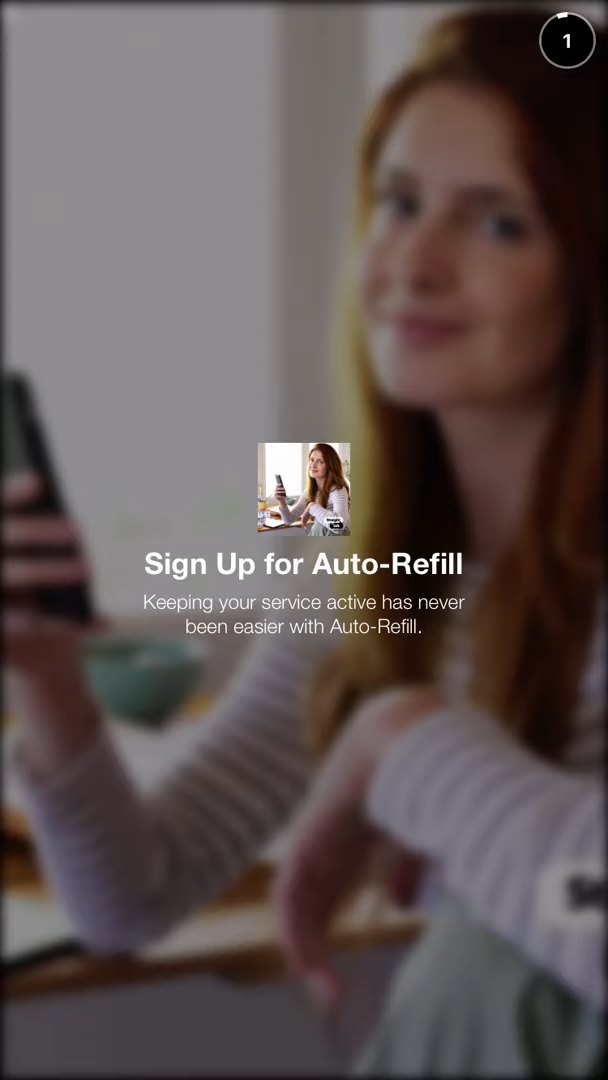 1
Sign Up for Auto-Refill
Keeping your service active has never
been easier with Auto-Refill.